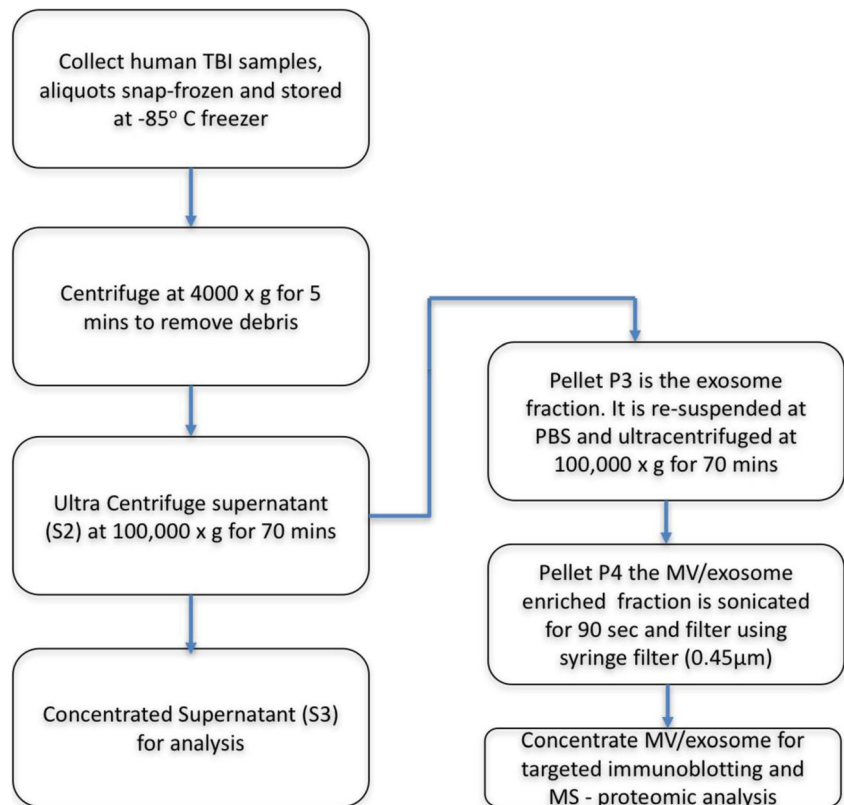 Collect human TBI samples,
aliquots snap-frozen and stored
at -85° C freezer
Centrifuge at 4000 x g for 5
mins to remove debris
Ultra Centrifuge supernatant
(S2) at 100,000 x g for 70 mins
Concentrated Supernatant (S3)
for analysis
Pellet P3 is the exosome
fraction. It is re-suspended at
PBS and ultracentrifuged at
100,000 x g for 70 mins
Pellet P4 the MV/exosome
enriched fraction is sonicated
for 90 sec and filter using
syringe filter (0.45µm)
Concentrate MV/exosome for
targeted immunoblotting and
MS - proteomic analysis